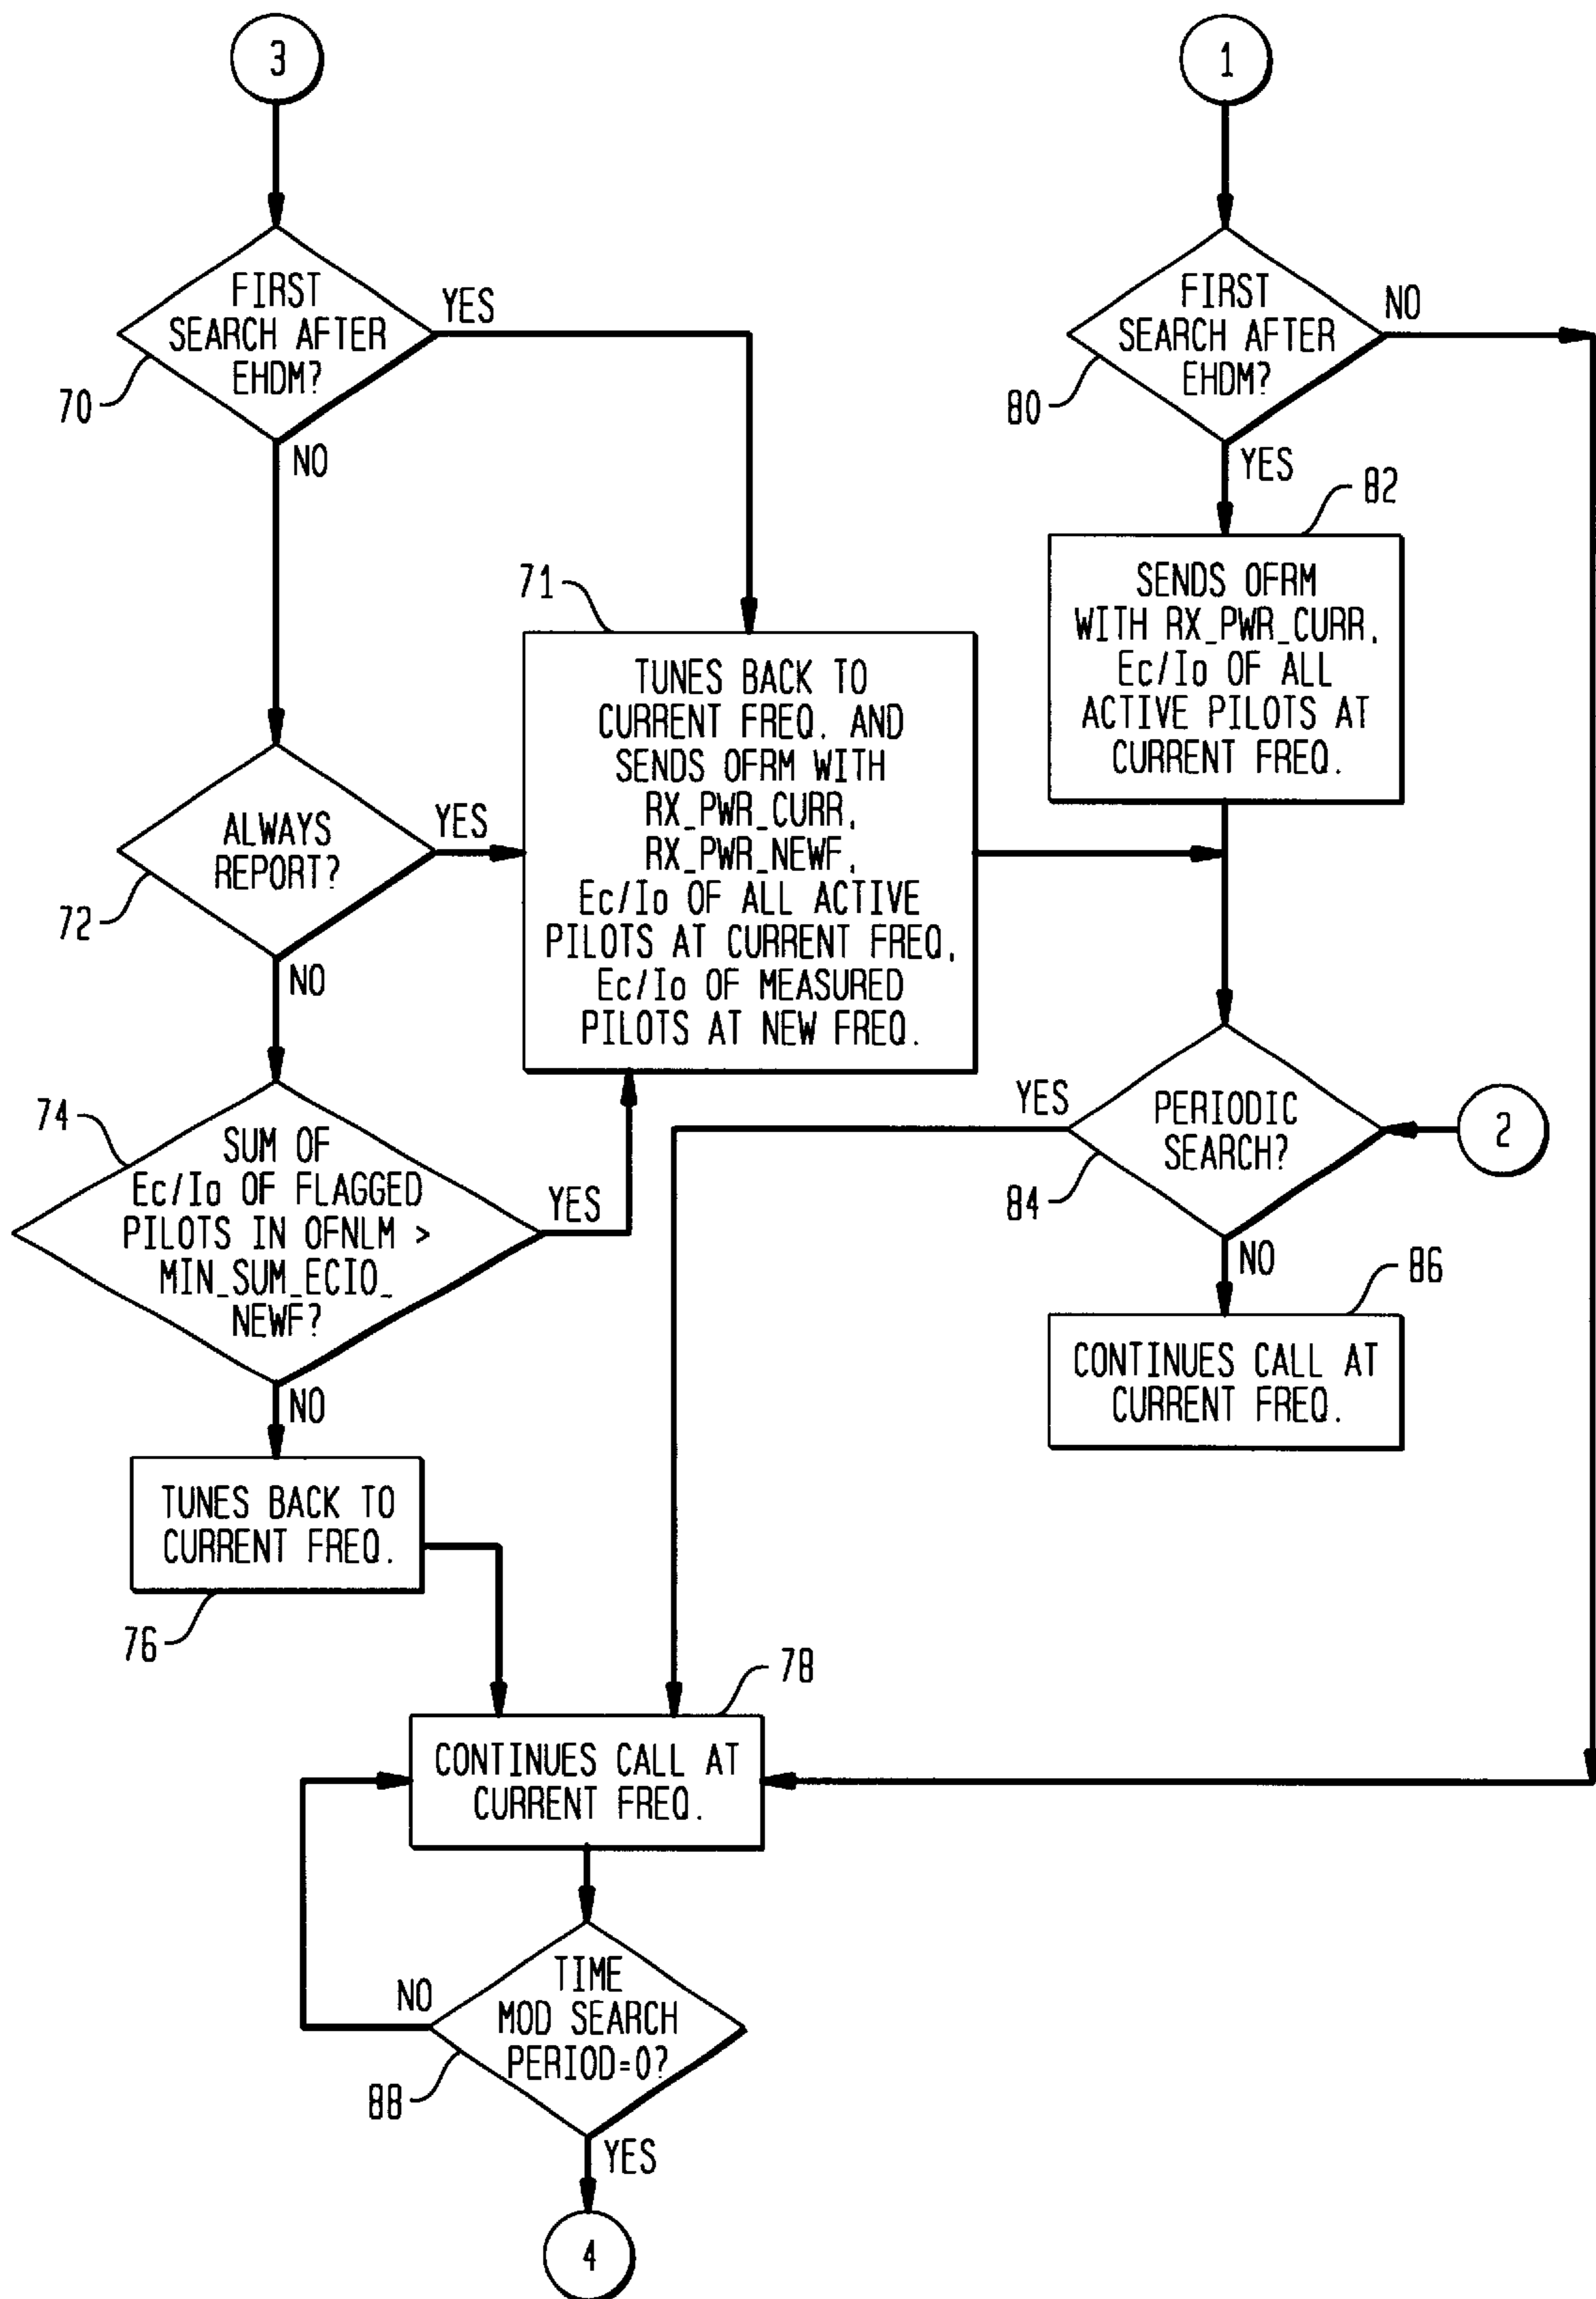 3
FIRST
SEARCH AFTER
EHDM?
YES
70
NO
1
FIRST
SEARCH AFTER
EHDM?
NO
80
YES
82
SENDS OFRM
WITH RX_PWR_CURR,
Ec/Io OF ALL
ACTIVE PILOTS AT
CURRENT FREQ.
71
TUNES BACK TO
CURRENT FREQ. AND
SENDS OFRM WITH
RX_PWR_CURR,
RX_PWR_NEWF,
Ec/Io OF ALL ACTIVE
PILOTS AT CURRENT FREQ,
Ec/Io OF MEASURED
PILOTS AT NEW FREQ.
ALWAYS
REPORT?
YES
72
NO
74
SUM OF
Ec/Io OF FLAGGED
PILOTS IN OFNLM >
MIN_SUM_ECIO_
NEWF?
YES
NO
YES
PERIODIC
SEARCH?
2
84
NO
86
CONTINUES CALL AT
CURRENT FREQ.
TUNES BACK TO
CURRENT FREQ.
76
78
CONTINUES CALL AT
CURRENT FREQ.
NO
TIME
MOD SEARCH
PERIOD=0?
88
YES
4